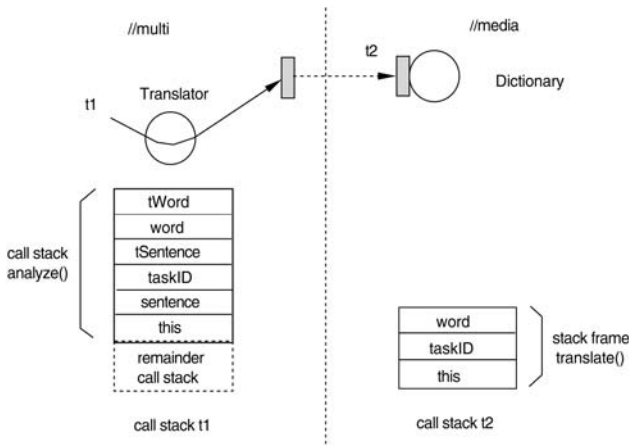 //multi
//media
t1
Translator
t2
Dictionary
call stack
analyze()
tWord
word
tSentence
taskID
sentence
this
remainder
call stack
call stack t1
word
taskID
this
stack frame
translate()
call stack t2